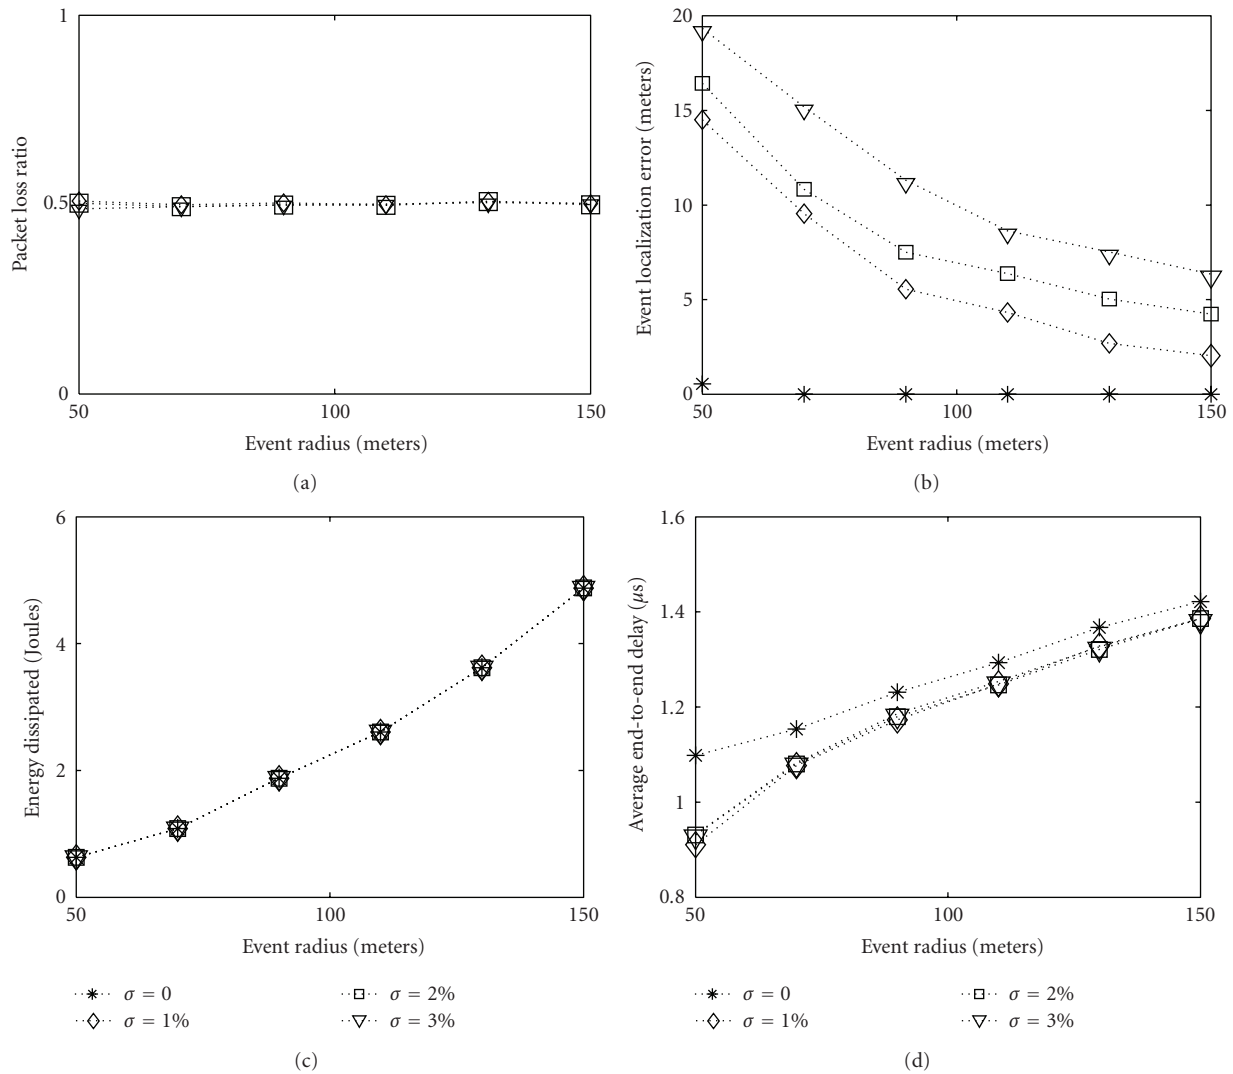 1
0.5
0
50
100
150
Packet loss ratio
Event radius (meters)
(a)
20
15
10
5
0
50
100
150
Event localization error (meters)
Event radius (meters)
(b)
6
4
2
0
50
100
150
Energy dissipated (Joules)
Event radius (meters)
σ = 0
σ = 2%
σ = 1%
σ = 3%
(c)
1.6
1.4
1.2
1
0.8
50
100
150
Average end-to-end delay (μs)
Event radius (meters)
σ = 0
σ = 2%
σ = 1%
σ = 3%
(d)